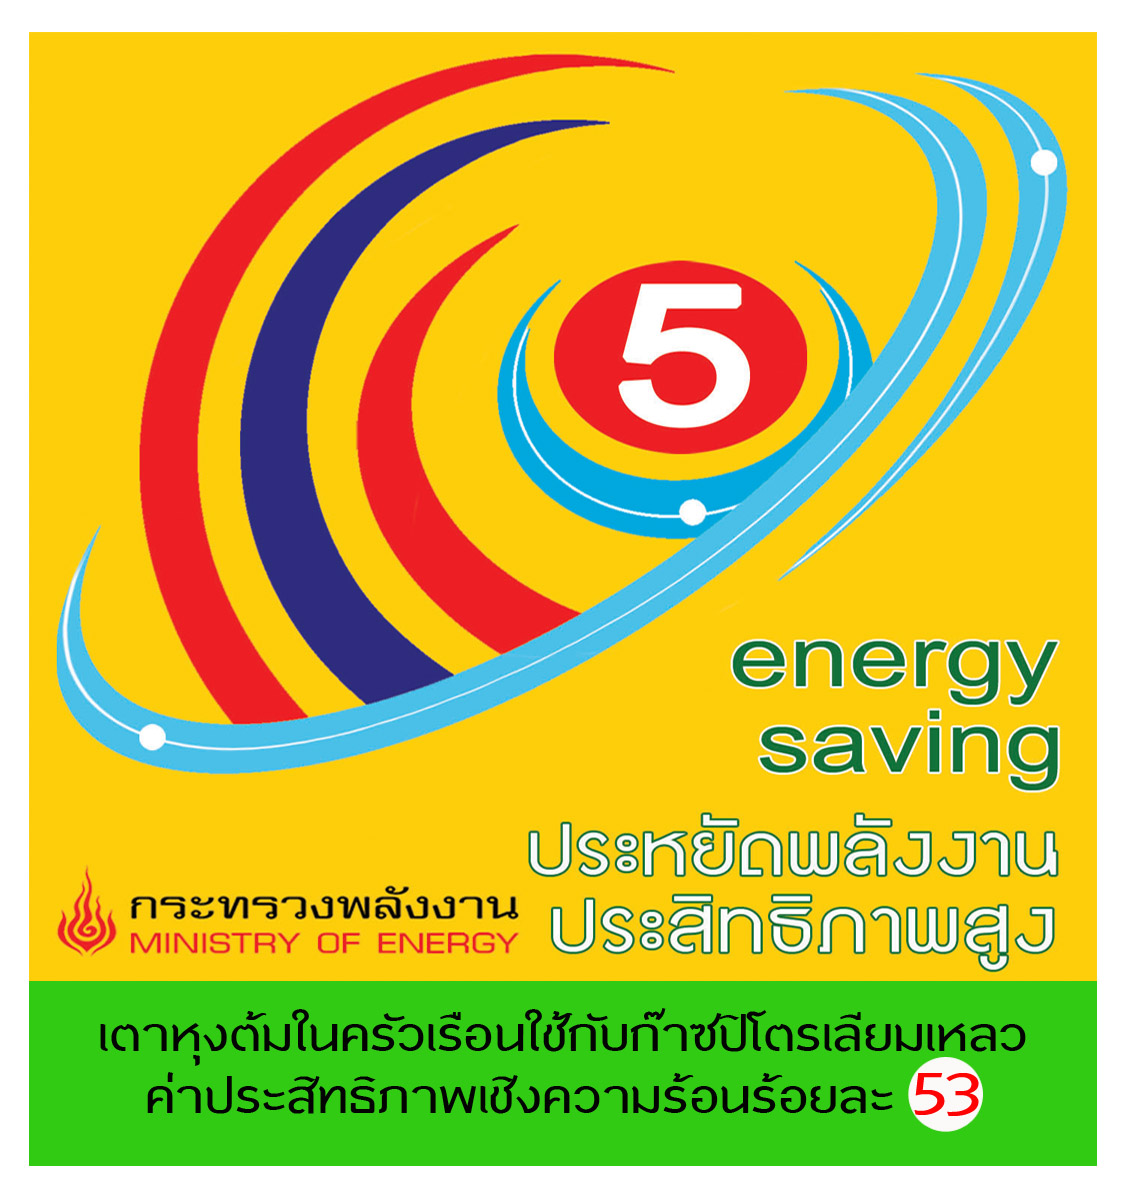 5
energy
saving
ประหยัดพลังงาน
ประสิทธิภาพสูง
กระทรวงพลังงาน
MINISTRY OF ENERGY
เตาหุงต้มในครัวเรือนใช้กับก๊าซปิโตรเลียมเหลว
ค่าประสิทธิภาพเชิงความร้อนร้อยละ 53